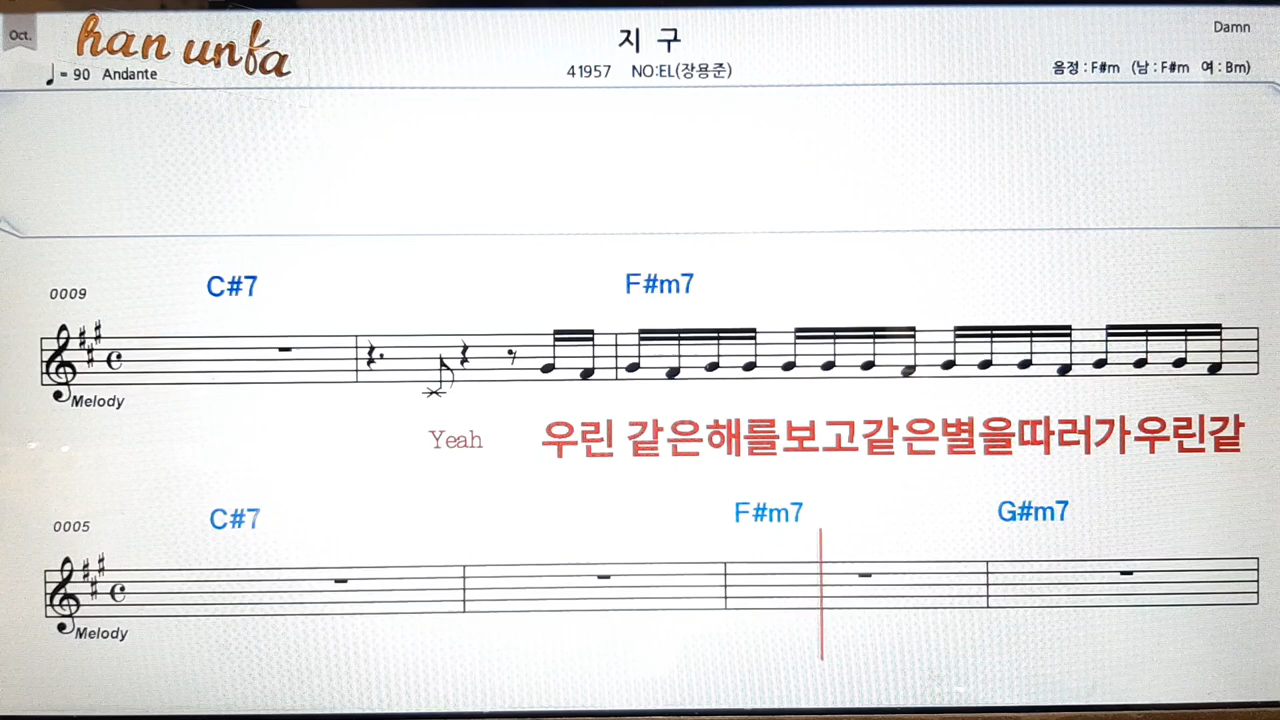 Oct.
han unfa
지 구
Damn
♩ = 90 Andante
41957 NO:EL(장용준)
음정 : F#m (남 : F#m 여 : Bm)
C#7 F#m7
0009
Melody
Yeah 우린 같은해를보고같은별을따러가우린같
C#7 F#m7 G#m7
0005
Melody